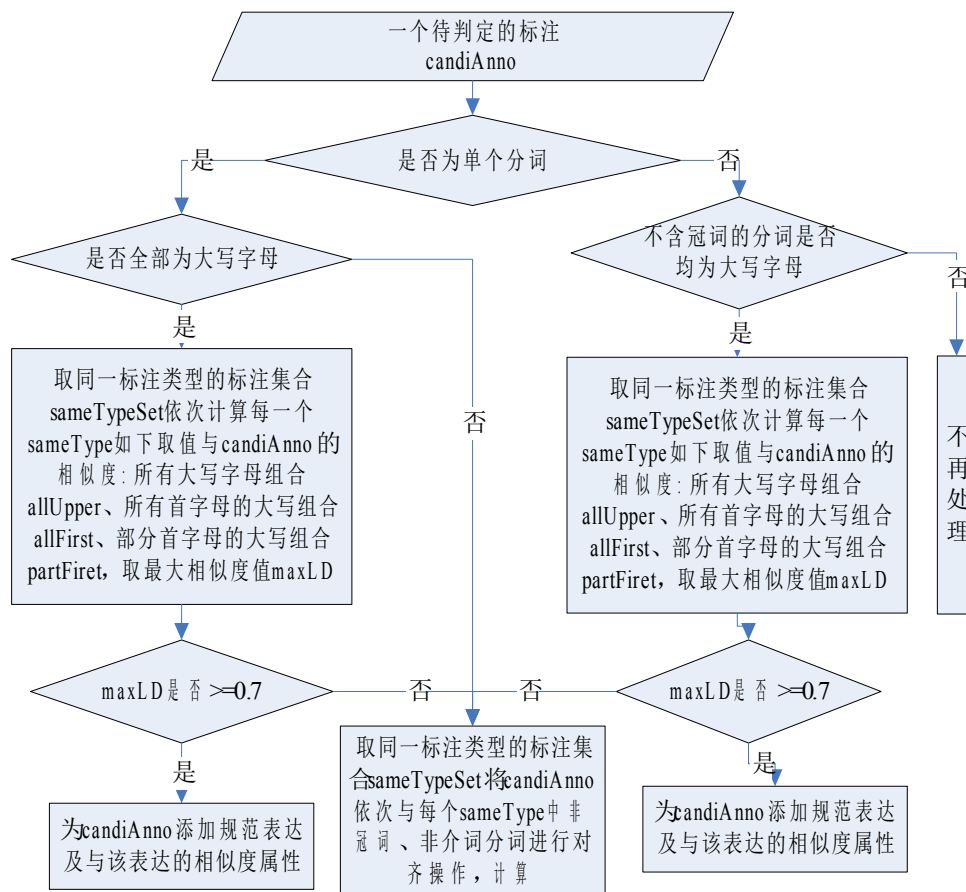 一个待判定的标注
candiAnno
是否为单个分词
是
否
是否全部为大写字母
不含冠词的分词是否
均为大写字母
否
是
是
取同一标注类型的标注集合
sameTypeSet依次计算每一个
sameType如下取值与candiAnno 的
相似度: 所有大写字母组合
allUpper、所有首字母的大写组合
allFirst、部分首字母的大写组合
partFiret，取最大相似度值maxLD
否
取同一标注类型的标注集合
sameTypeSet依次计算每一个
sameType如下取值与candiAnno 的
相似度: 所有大写字母组合
allUpper、所有首字母的大写组合
allFirst、部分首字母的大写组合
partFiret，取最大相似度值maxLD
不
再
处
理
maxLD是否 >=0.7
否
否
maxLD是否 >=0.7
是
是
取同一标注类型的标注集
合sameTypeSet将candiAnno
依次与每个sameType中非
冠词、非介词分词进行对
齐操作，计算
为candiAnno添加规范表达
及与该表达的相似度属性
为candiAnno添加规范表达
及与该表达的相似度属性